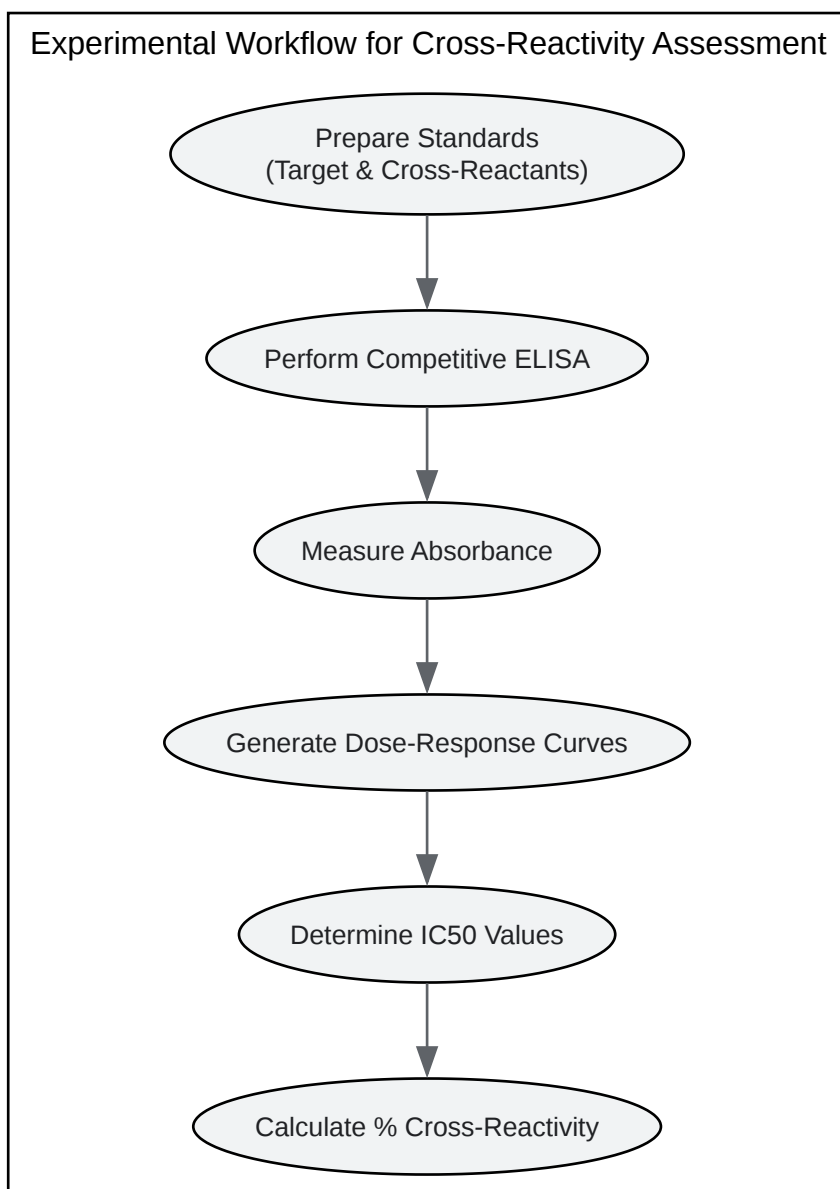 Experimental Workflow for Cross-Reactivity Assessment
Prepare Standards
(Target & Cross-Reactants)
Perform Competitive ELISA
Measure Absorbance
Generate Dose-Response Curves
Determine IC50 Values
Calculate % Cross-Reactivity